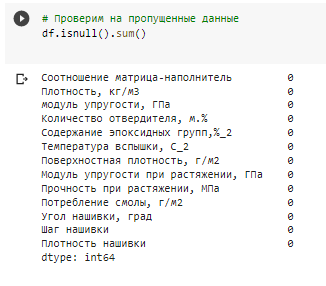 # Проверим на пропущенные данные
df.isnull().sum()
Соотношение матрица-наполнитель 0
Плотность, кг/м3 0
модуль упругости, ГПа 0
Количество отвердителя, м.% 0
Содержание эпоксидных групп,%_2 0
Температура вспышки, С_2 0
Поверхностная плотность, г/м2 0
Модуль упругости при растяжении, ГПа 0
Прочность при растяжении, МПа 0
Потребление смолы, г/м2 0
Угол нашивки, град 0
Шаг нашивки 0
Плотность нашивки 0
dtype: int64